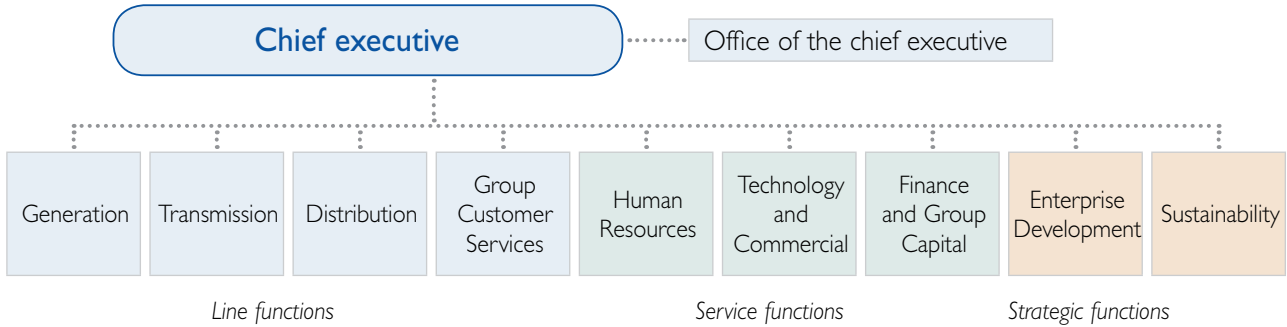 Chief executive
Office of the chief executive
Generation
Transmission
Distribution
Group
Customer
Services
Human
Resources
Technology
and
Commercial
Finance
and Group
Capital
Enterprise
Development
Sustainability
Line functions
Service functions
Strategic functions